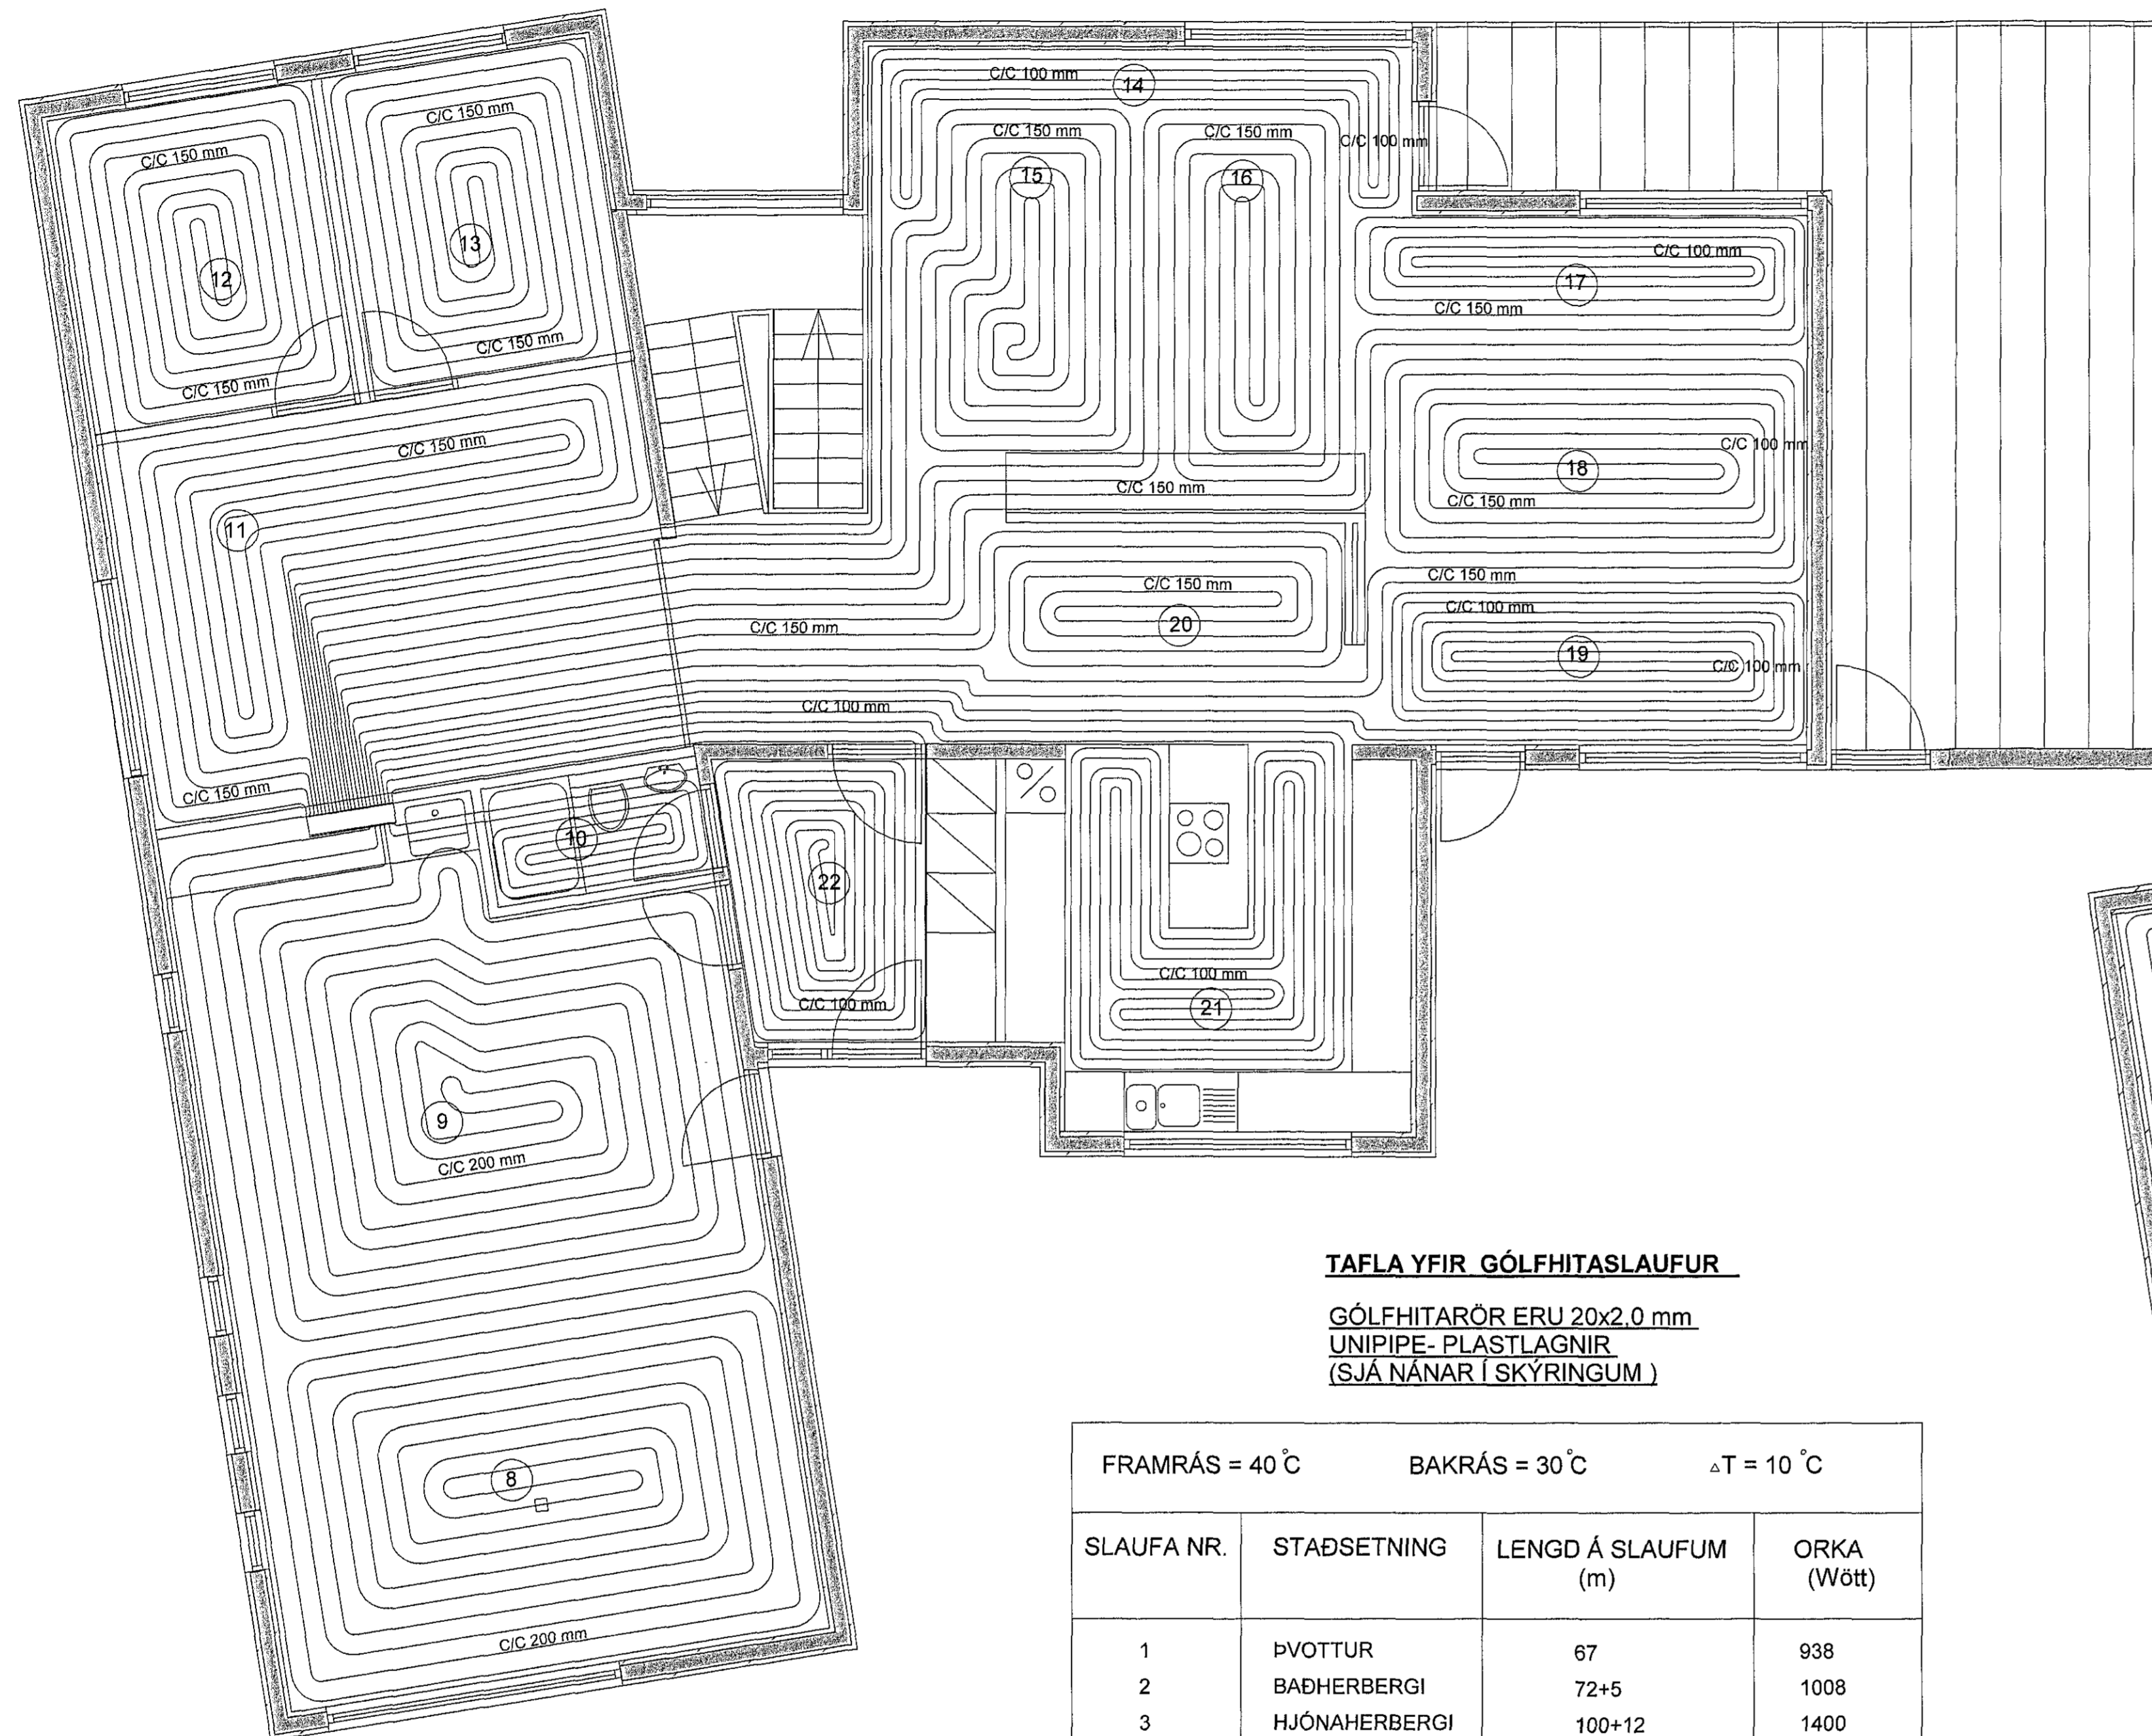 C/C 100 mm
14
C/C 150 mm
C/C 150 mm
C/C 150 mm
C/C 150 mm
C/C 100 mm
15
16
12
13
C/C 100 mm
17
C/C 150 mm
C/C 150 mm
C/C 150 mm
C/C 150 mm
C/C 100 mm
18
C/C 150 mm
C/C 150 mm
11
C/C 150 mm
C/C 150 mm
C/C 100 mm
20
C/C 150 mm
19
C/C 100 mm
C/C 100 mm
C/C 150 mm
10
22
C/C 100 mm
C/C 100 mm
21
9
C/C 200 mm
8
C/C 200 mm
TAFLA YFIR GÓLFHITASLAUFUR
GÓLFHITARÖR ERU 20x2,0 mm
UNIPIPE- PLASTLAGNIR
(SJÁ NÁNAR Í SKÝRINGUM )
FRAMRÁS = 40°C BAKRÁS = 30°C △T = 10 °C
SLAUFA NR. STAÐSETNING LENGD Á SLAUFUM (m) ORKA (Wött)
1 ÞVOTTUR 67 938
2 BAÐHERBERGI 72+5 1008
3 HJÓNAHERBERGI 100+12 1400